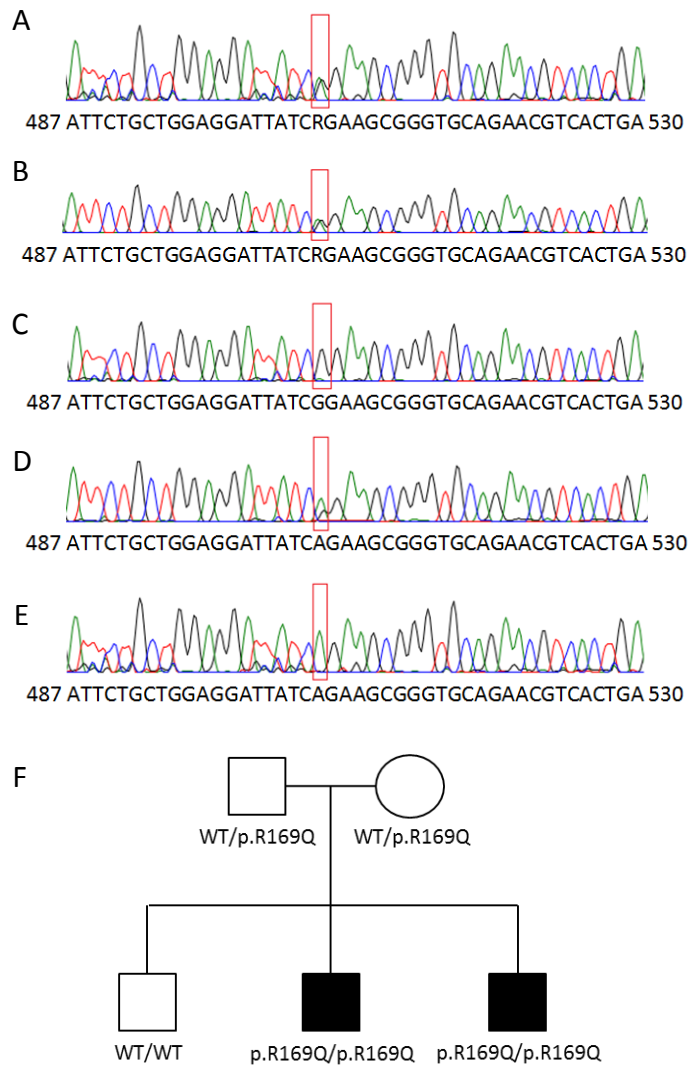 A
487 ATTCTGCTGGAGGATTATCRGAAGCGGGTGCAGAACGTCACTGA 530
B
487 ATTCTGCTGGAGGATTATCRGAAGCGGGTGCAGAACGTCACTGA 530
C
487 ATTCTGCTGGAGGATTATCGGAAGCGGGTGCAGAACGTCACTGA 530
D
487 ATTCTGCTGGAGGATTATCAGAAGCGGGTGCAGAACGTCACTGA 530
E
487 ATTCTGCTGGAGGATTATCAGAAGCGGGTGCAGAACGTCACTGA 530
F
WT/p.R169Q WT/p.R169Q
WT/WT p.R169Q/p.R169Q p.R169Q/p.R169Q